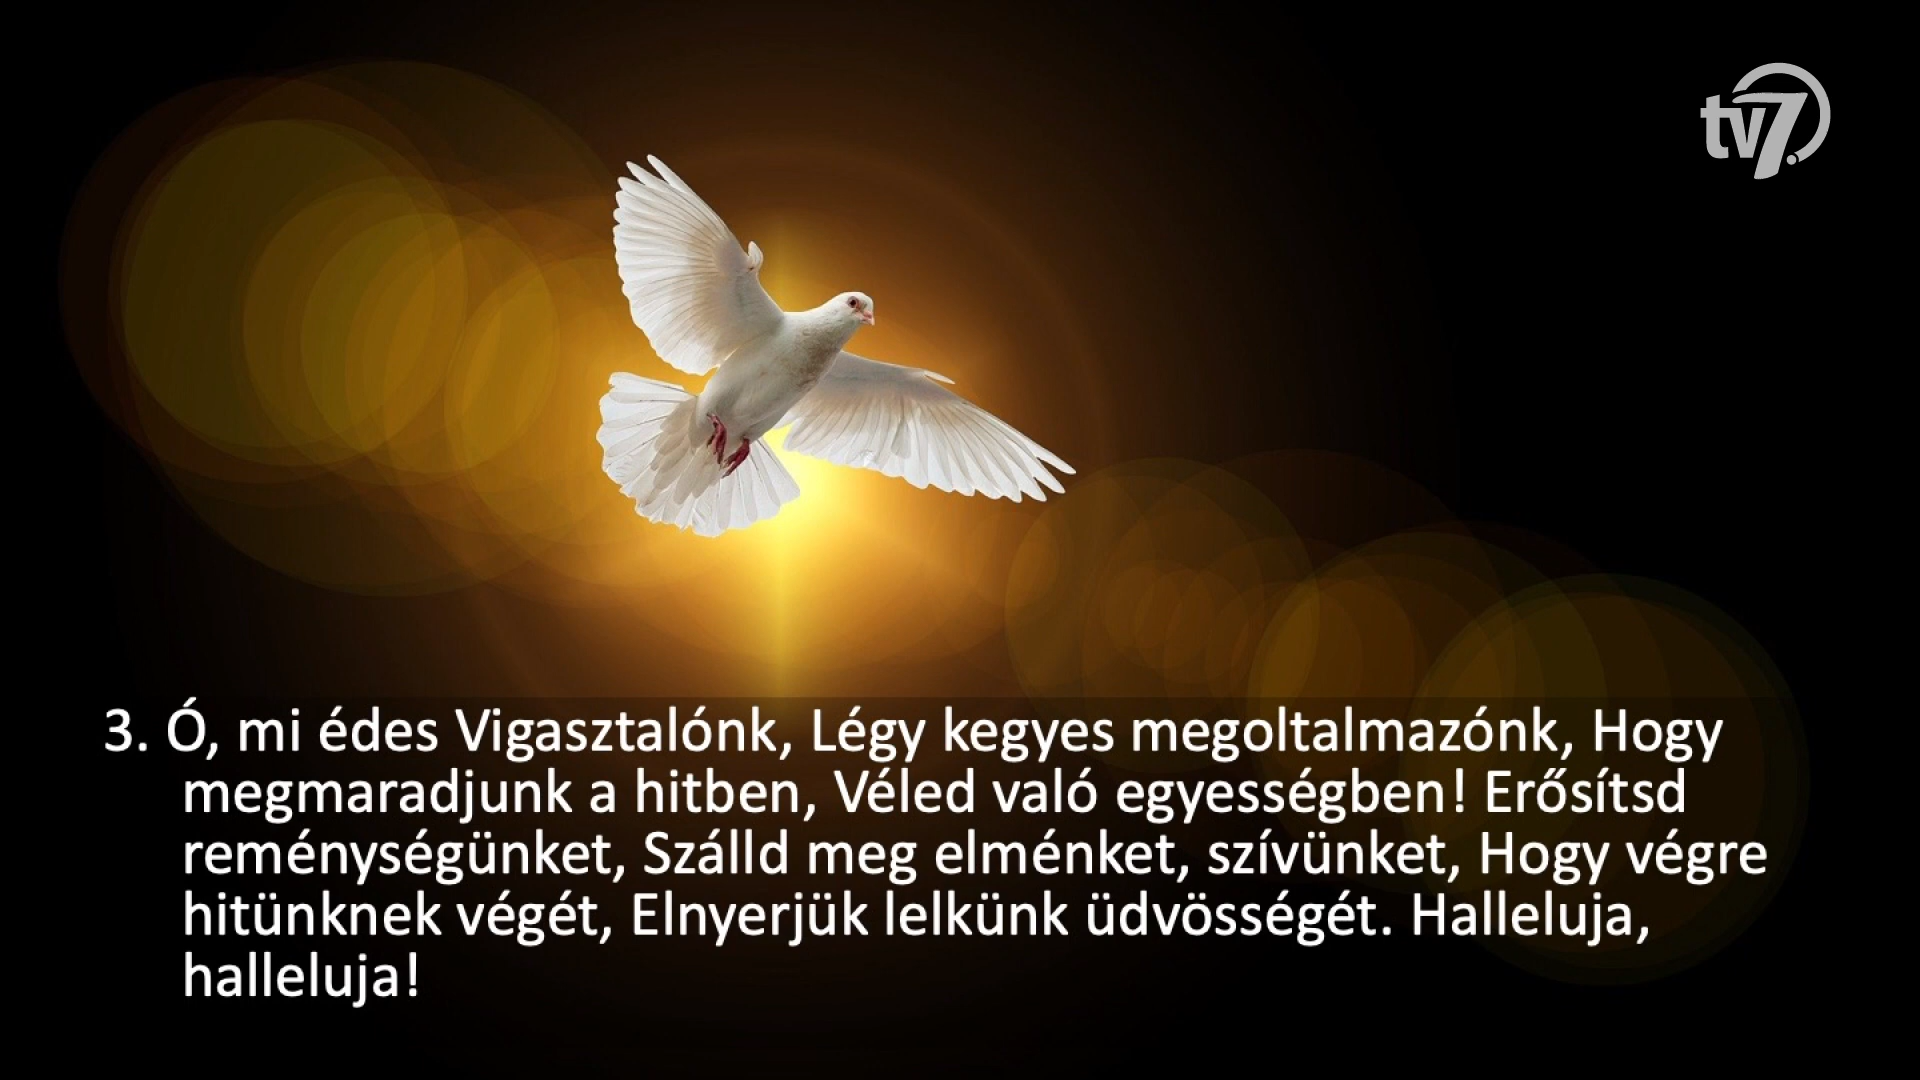 tv7
3. Ó, mi édes Vigasztalónk, Légy kegyes megoltalmazónk, Hogy
megmaradjunk a hitben, Véled való egyességben! Erősítsd
reménységünket, Szálld meg elménket, szívünket, Hogy végre
hitünknek végét, Elnyerjük lelkünk üdvösségét. Halleluja,
halleluja!